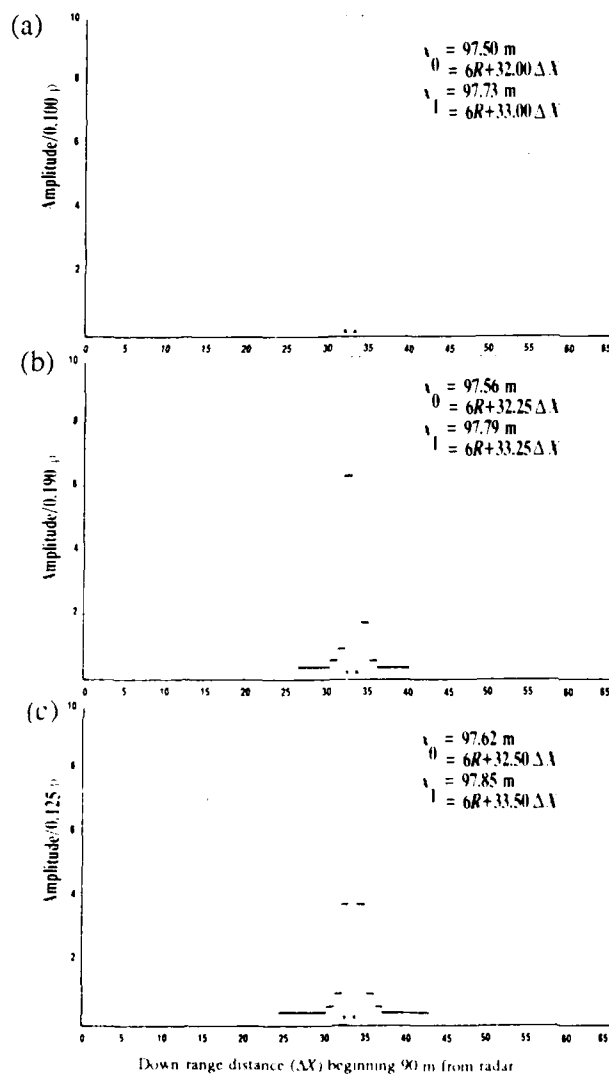 (a)
10
8
6
4
2
Amplitude/0.100
x0 = 97.50 m
= 6R+32.00 ΔX
x1 = 97.73 m
= 6R+33.00 ΔX
0 5 10 15 20 25 30 35 40 45 50 55 60 65
(b)
10
8
6
4
2
Amplitude/0.190
x0 = 97.56 m
= 6R+32.25 ΔX
x1 = 97.79 m
= 6R+33.25 ΔX
0 5 10 15 20 25 30 35 40 45 50 55 60 65
(c)
10
8
6
4
2
Amplitude/0.125
x0 = 97.62 m
= 6R+32.50 ΔX
x1 = 97.85 m
= 6R+33.50 ΔX
0 5 10 15 20 25 30 35 40 45 50 55 60 65
Down range distance (ΔX) beginning 90 m from radar